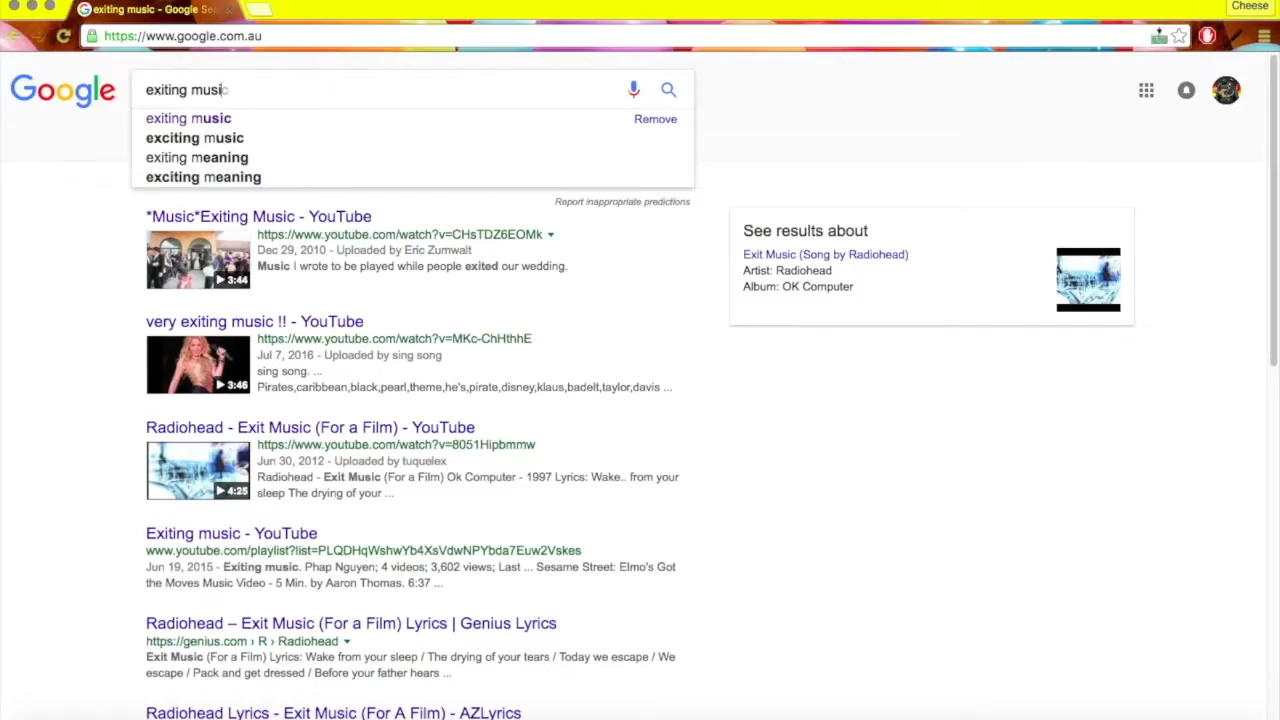 exiting music - Google Se
Cheese
https://www.google.com.au
Google
exiting music
exiting music
Remove
exciting music
exiting meaning
exciting meaning
Report inappropriate predictions
*Music*Exiting Music - YouTube
https://www.youtube.com/watch?v=CHsTDZ6EOMk
Dec 29, 2010 - Uploaded by Eric Zumwalt
Music I wrote to be played while people exited our wedding.
3:44
See results about
Exit Music (Song by Radiohead)
Artist: Radiohead
Album: OK Computer
very exiting music !! - YouTube
https://www.youtube.com/watch?v=MKc-ChHthhE
Jul 7, 2016 - Uploaded by sing song
sing song. ...
Pirates,caribbean,black,pearl,theme,he's,pirate,disney,klaus,badelt,taylor,davis ...
3:46
Radiohead - Exit Music (For a Film) - YouTube
https://www.youtube.com/watch?v=8051Hipbmmw
Jun 30, 2012 - Uploaded by tuquelex
Radiohead - Exit Music (For a Film) Ok Computer - 1997 Lyrics: Wake.. from your
sleep The drying of your ...
4:25
Exiting music - YouTube
www.youtube.com/playlist?list=PLQDHqWshwYb4XsVdwNPYbda7Euw2Vskes
Jun 19, 2015 - Exiting music. Phap Nguyen; 4 videos; 3,602 views; Last ... Sesame Street: Elmo's Got
the Moves Music Video - 5 Min. by Aaron Thomas. 6:37 ...
Radiohead – Exit Music (For a Film) Lyrics | Genius Lyrics
https://genius.com › R › Radiohead
Exit Music (For a Film) Lyrics: Wake from your sleep / The drying of your tears / Today we escape / We
escape / Pack and get dressed / Before your father hears ...
Radiohead Lyrics - Exit Music (For A Film) - AZLyrics